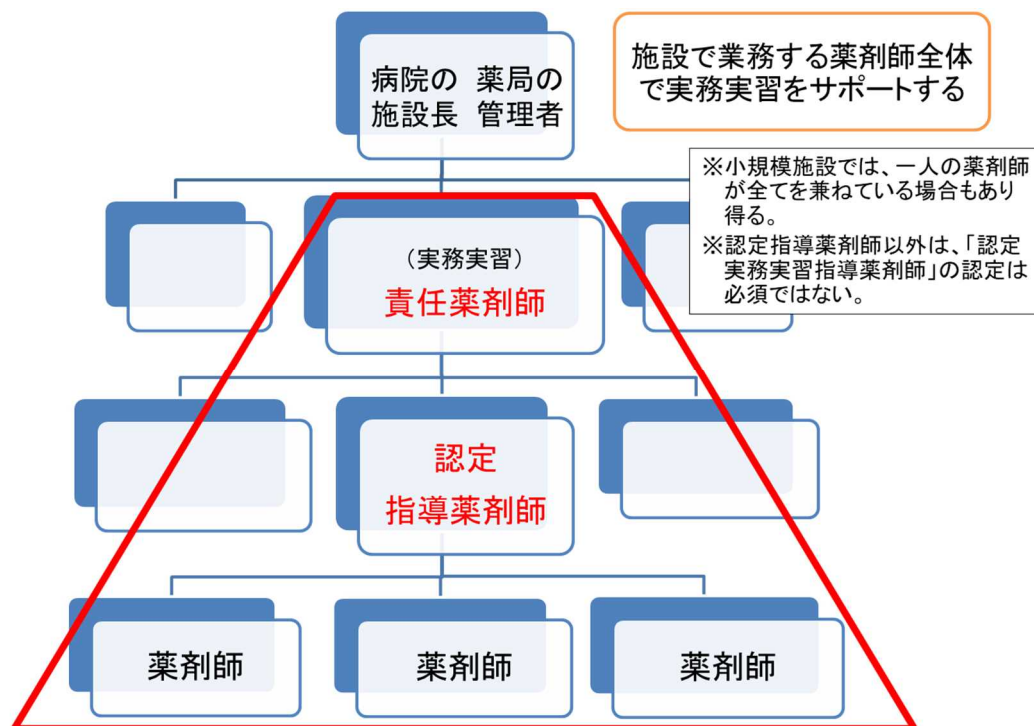 病院の 薬局の
施設長 管理者
施設で業務する薬剤師全体
で実務実習をサポートする
※小規模施設では、一人の薬剤師
が全てを兼ねている場合もあり
得る。
※認定指導薬剤師以外は、「認定
実務実習指導薬剤師」の認定は
必須ではない。
（実務実習）
責任薬剤師
認定
指導薬剤師
薬剤師
薬剤師
薬剤師